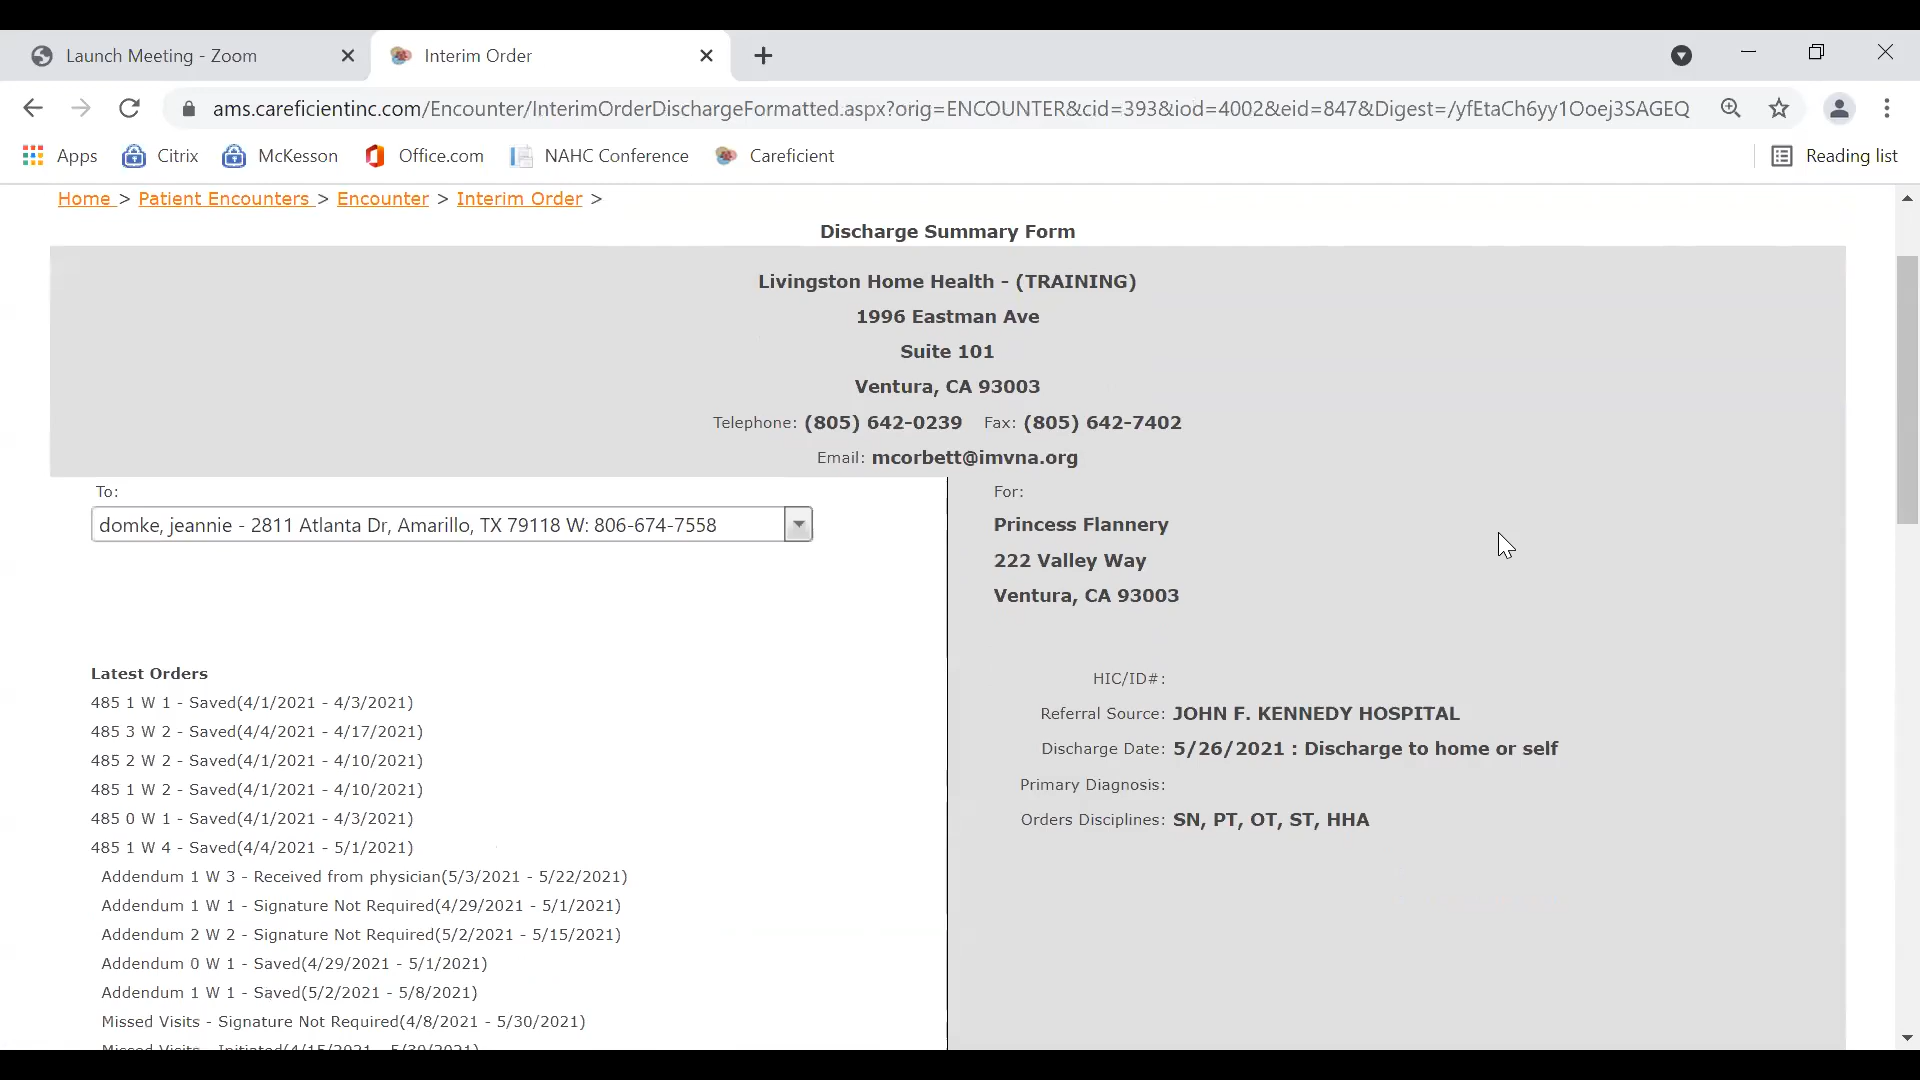 Launch Meeting - Zoom
Interim Order
ams.careficientinc.com/Encounter/InterimOrderDischargeFormatted.aspx?orig=ENCOUNTER&cid=393&iod=4002&eid=847&Digest=/yfEtaCh6yy1Ooej3SAGEQ
Apps
Citrix
McKesson
Office.com
NAHC Conference
Careficient
Reading list
Home > Patient Encounters > Encounter > Interim Order >
Discharge Summary Form
Livingston Home Health - (TRAINING)
1996 Eastman Ave
Suite 101
Ventura, CA 93003
Telephone: (805) 642-0239 Fax: (805) 642-7402
Email: mcorbett@imvna.org
To:
domke, jeannie - 2811 Atlanta Dr, Amarillo, TX 79118 W: 806-674-7558
For:
Princess Flannery
222 Valley Way
Ventura, CA 93003
HIC/ID#:
Referral Source: JOHN F. KENNEDY HOSPITAL
Discharge Date: 5/26/2021 : Discharge to home or self
Primary Diagnosis:
Orders Disciplines: SN, PT, OT, ST, HHA
Latest Orders
485 1 W 1 - Saved(4/1/2021 - 4/3/2021)
485 3 W 2 - Saved(4/4/2021 - 4/17/2021)
485 2 W 2 - Saved(4/1/2021 - 4/10/2021)
485 1 W 2 - Saved(4/1/2021 - 4/10/2021)
485 0 W 1 - Saved(4/1/2021 - 4/3/2021)
485 1 W 4 - Saved(4/4/2021 - 5/1/2021)
Addendum 1 W 3 - Received from physician(5/3/2021 - 5/22/2021)
Addendum 1 W 1 - Signature Not Required(4/29/2021 - 5/1/2021)
Addendum 2 W 2 - Signature Not Required(5/2/2021 - 5/15/2021)
Addendum 0 W 1 - Saved(4/29/2021 - 5/1/2021)
Addendum 1 W 1 - Saved(5/2/2021 - 5/8/2021)
Missed Visits - Signature Not Required(4/8/2021 - 5/30/2021)
Missed Visits - Initiated(4/15/2021 - 5/30/2021)